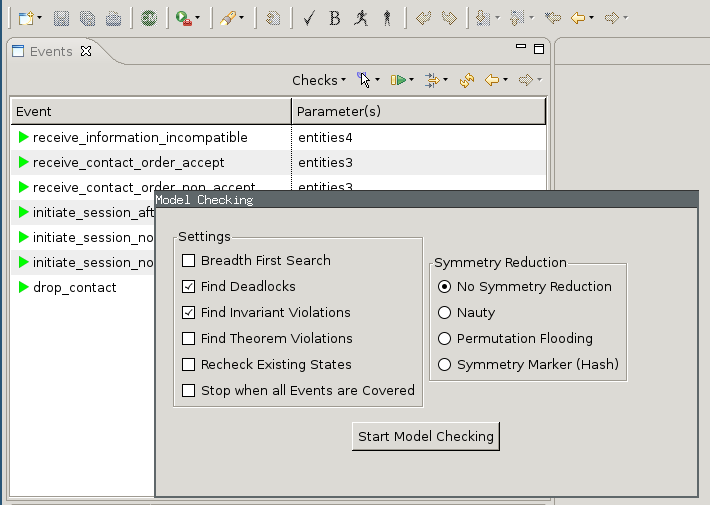 CM
B
Events
Checks
Event Parameter(s)
receive_information_incompatible entities4
receive_contact_order_accept entities3
receive_contact_order_non_accept entities3
Model Checking
initiate_session_aft
initiate_session_no
initiate_session_no
drop_contact
Settings
Breadth First Search
Find Deadlocks
Find Invariant Violations
Find Theorem Violations
Recheck Existing States
Stop when all Events are Covered
Symmetry Reduction
No Symmetry Reduction
Nauty
Permutation Flooding
Symmetry Marker (Hash)
Start Model Checking